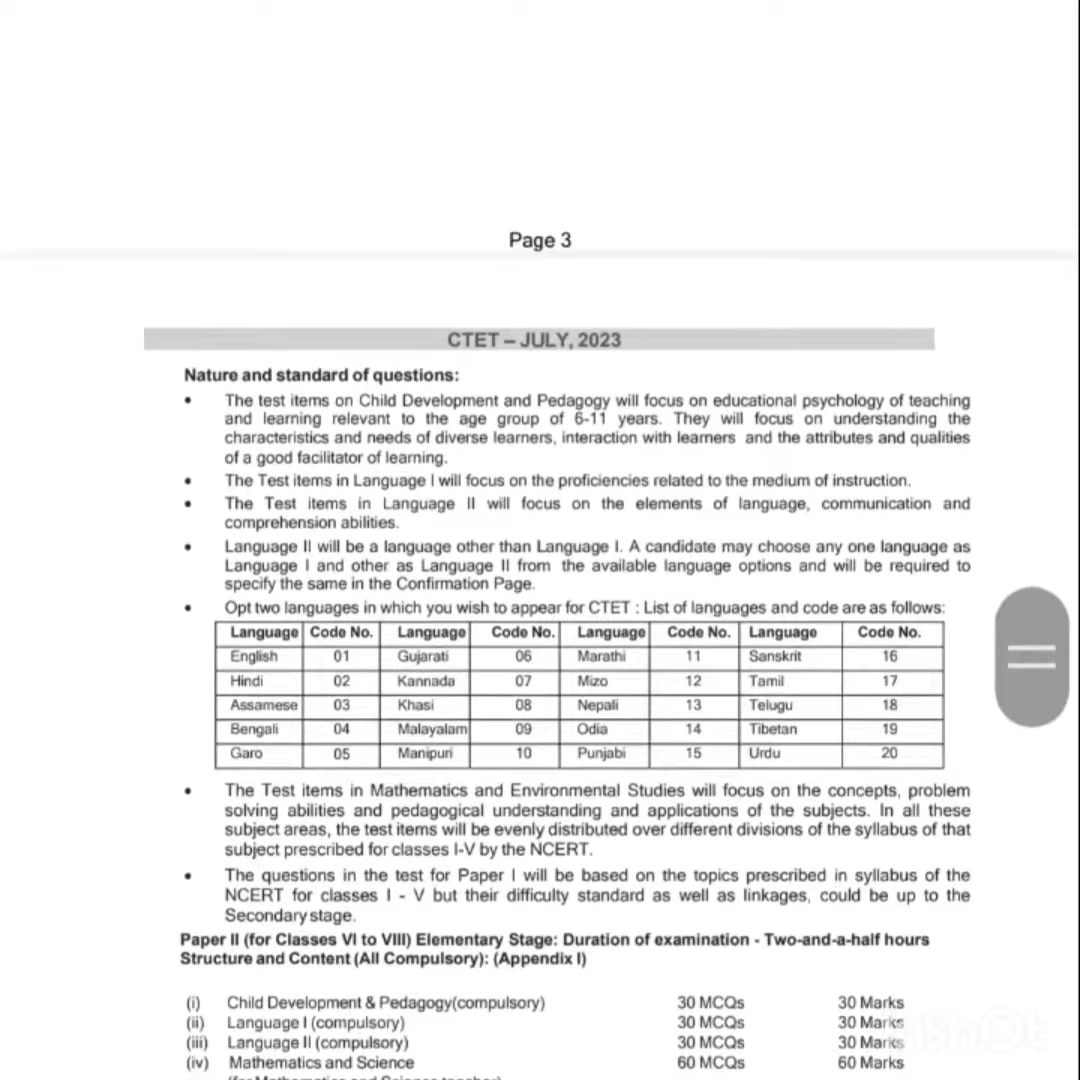 Page 3
CTET – JULY, 2023
Nature and standard of questions:
• The test items on Child Development and Pedagogy will focus on educational psychology of teaching
and learning relevant to the age group of 6-11 years. They will focus on understanding the
characteristics and needs of diverse learners, interaction with learners and the attributes and qualities
of a good facilitator of learning.
• The Test items in Language I will focus on the proficiencies related to the medium of instruction.
• The Test items in Language II will focus on the elements of language, communication and
comprehension abilities.
• Language II will be a language other than Language I. A candidate may choose any one language as
Language I and other as Language II from the available language options and will be required to
specify the same in the Confirmation Page.
• Opt two languages in which you wish to appear for CTET : List of languages and code are as follows:
Language Code No. Language Code No. Language Code No. Language Code No.
English 01 Gujarati 06 Marathi 11 Sanskrit 16
Hindi 02 Kannada 07 Mizo 12 Tamil 17
Assamese 03 Khasi 08 Nepali 13 Telugu 18
Bengali 04 Malayalam 09 Odia 14 Tibetan 19
Garo 05 Manipuri 10 Punjabi 15 Urdu 20
• The Test items in Mathematics and Environmental Studies will focus on the concepts, problem
solving abilities and pedagogical understanding and applications of the subjects. In all these
subject areas, the test items will be evenly distributed over different divisions of the syllabus of that
subject prescribed for classes I-V by the NCERT.
• The questions in the test for Paper I will be based on the topics prescribed in syllabus of the
NCERT for classes I - V but their difficulty standard as well as linkages, could be up to the
Secondary stage.
Paper II (for Classes VI to VIII) Elementary Stage: Duration of examination - Two-and-a-half hours
Structure and Content (All Compulsory): (Appendix I)
(i) Child Development & Pedagogy(compulsory) 30 MCQs 30 Marks
(ii) Language I (compulsory) 30 MCQs 30 Marks
(iii) Language II (compulsory) 30 MCQs 30 Marks
(iv) Mathematics and Science 60 MCQs 60 Marks